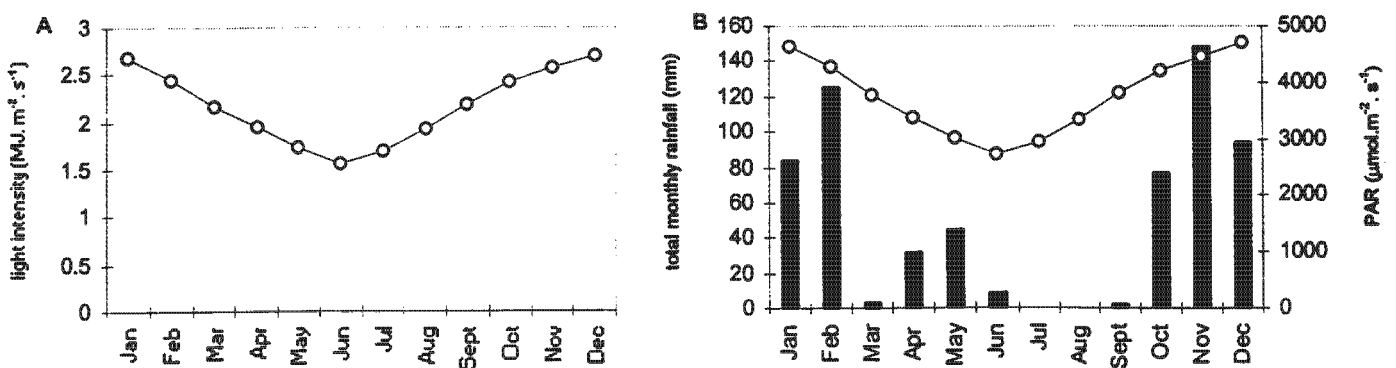 A
light intensity (MJ. m⁻². s⁻¹)
3
2.5
2
1.5
1
0.5
0
Jan
Feb
Mar
Apr
May
Jun
Jul
Aug
Sept
Oct
Nov
Dec
B
total monthly rainfall (mm)
160
140
120
100
80
60
40
20
0
Jan
Feb
Mar
Apr
May
Jun
Jul
Aug
Sept
Oct
Nov
Dec
5000
4000
3000
2000
1000
0
PAR (µmol.m⁻². s⁻¹)